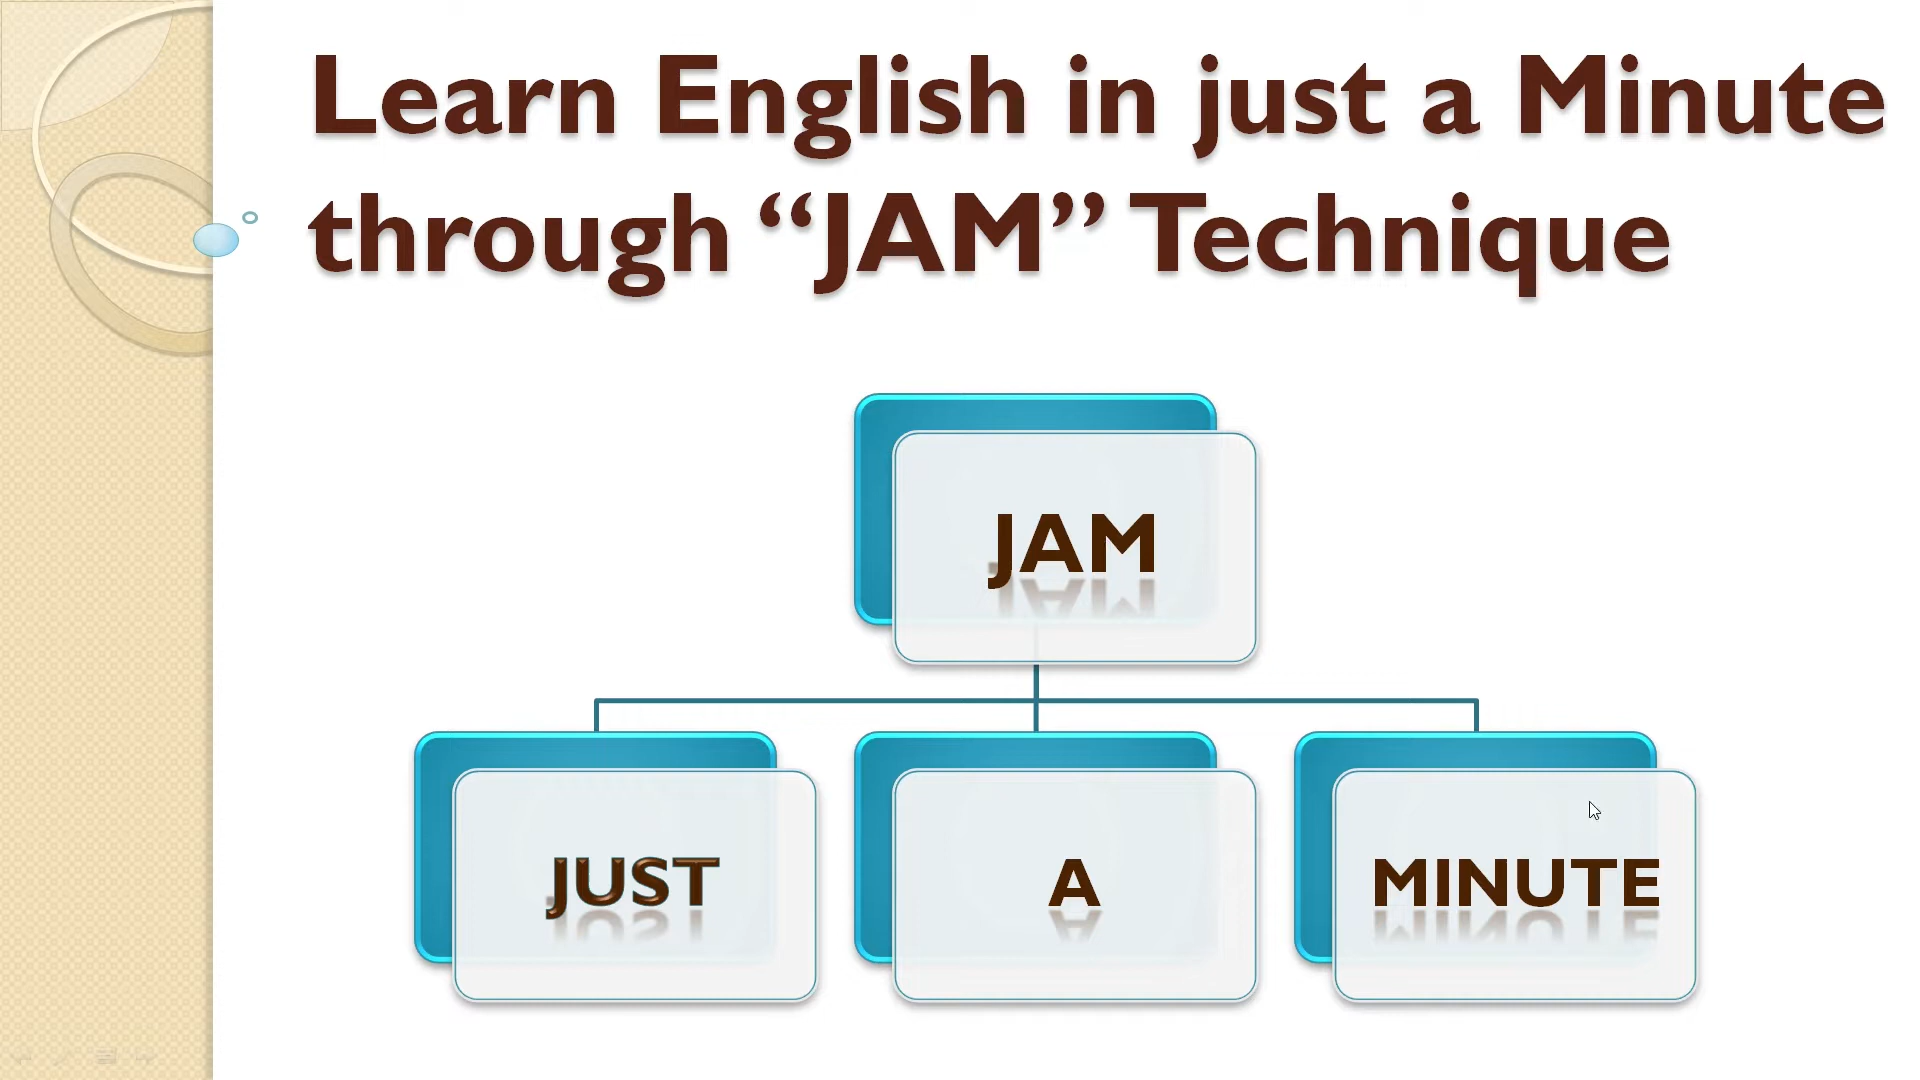 Learn English in just a Minute
through “JAM” Technique
JAM
JUST
A
MINUTE